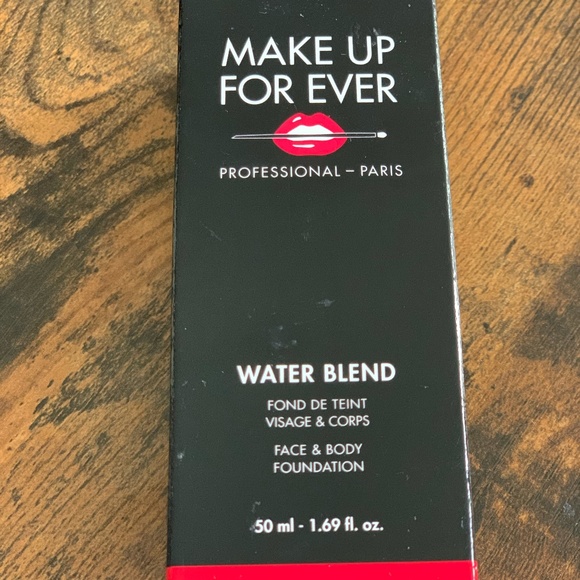 MAKE UP
FOR EVER
PROFESSIONAL – PARIS
WATER BLEND
FOND DE TEINT
VISAGE & CORPS
FACE & BODY
FOUNDATION
50 ml - 1.69 fl. oz.